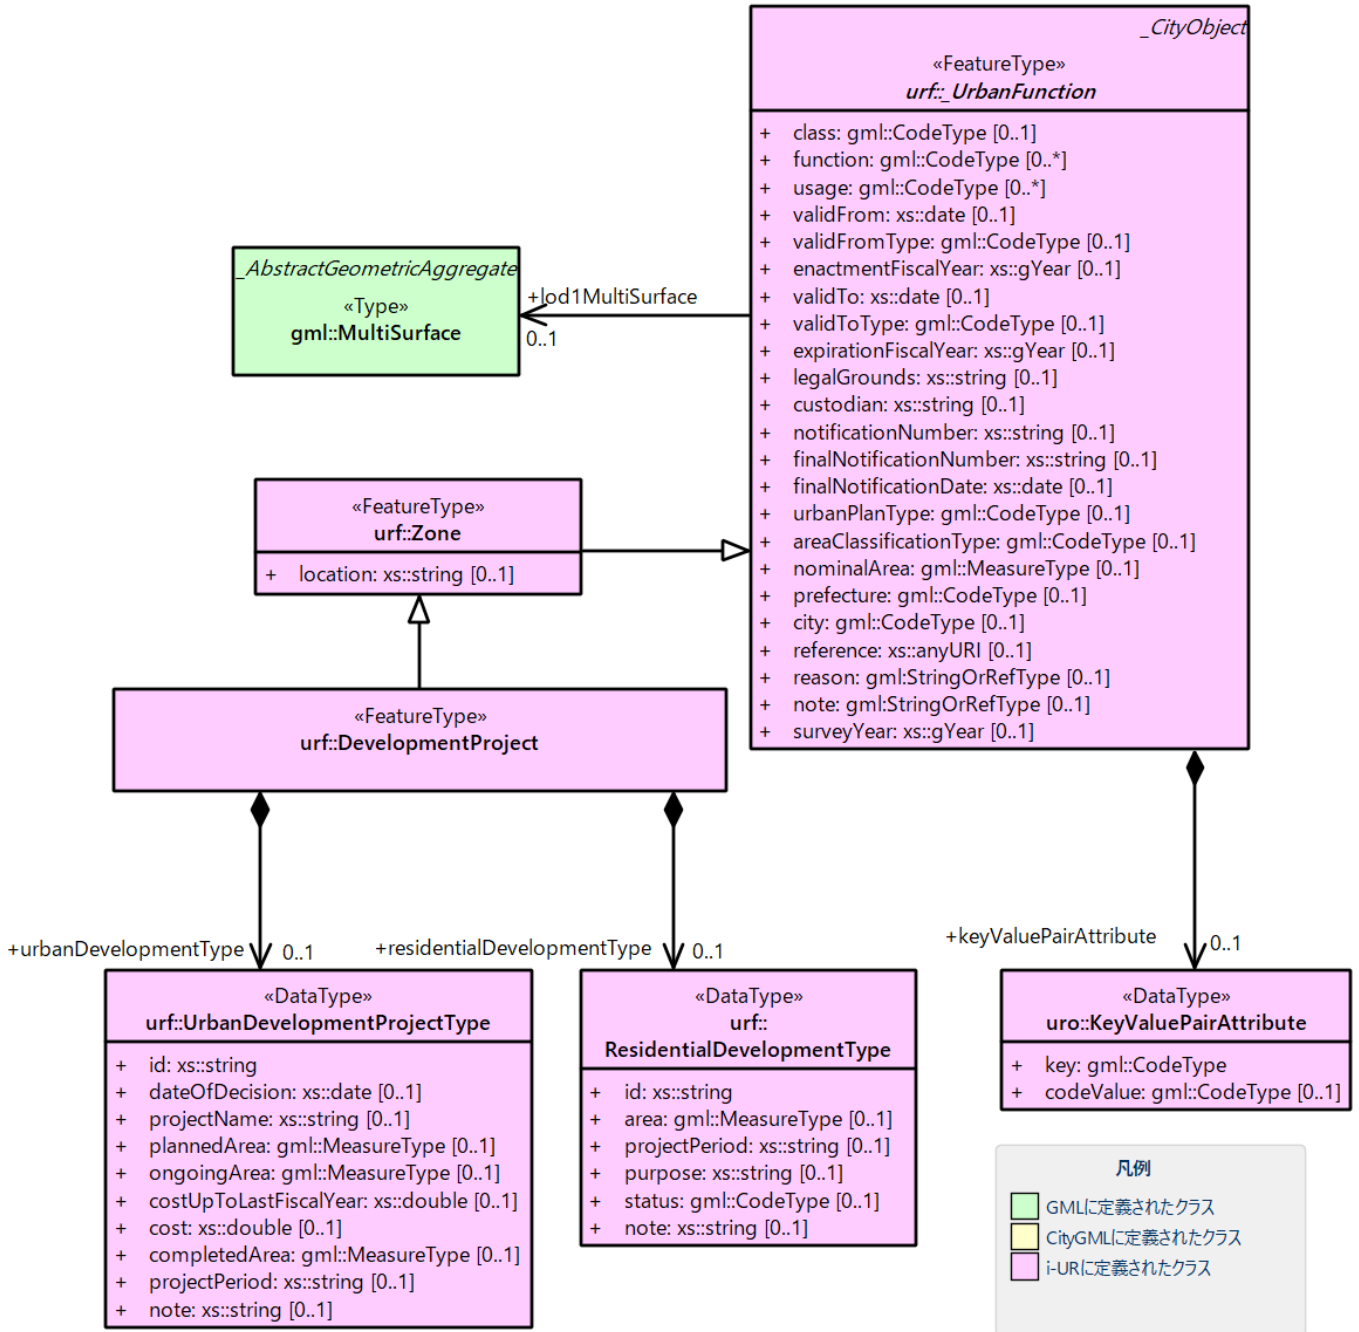 _CityObject
«FeatureType»
urf::_UrbanFunction
+ class: gml::CodeType [0..1]
+ function: gml::CodeType [0..*]
+ usage: gml::CodeType [0..*]
+ validFrom: xs::date [0..1]
+ validFromType: gml::CodeType [0..1]
+ enactmentFiscalYear: xs::gYear [0..1]
+ validTo: xs::date [0..1]
+ validToType: gml::CodeType [0..1]
+ expirationFiscalYear: xs::gYear [0..1]
+ legalGrounds: xs::string [0..1]
+ custodian: xs::string [0..1]
+ notificationNumber: xs::string [0..1]
+ finalNotificationNumber: xs::string [0..1]
+ finalNotificationDate: xs::date [0..1]
+ urbanPlanType: gml::CodeType [0..1]
+ areaClassificationType: gml::CodeType [0..1]
+ nominalArea: gml::MeasureType [0..1]
+ prefecture: gml::CodeType [0..1]
+ city: gml::CodeType [0..1]
+ reference: xs::anyURI [0..1]
+ reason: gml:StringOrRefType [0..1]
+ note: gml:StringOrRefType [0..1]
+ surveyYear: xs::gYear [0..1]
_AbstractGeometricAggregate
«Type»
gml::MultiSurface
+lod1MultiSurface
0..1
«FeatureType»
urf::Zone
+ location: xs::string [0..1]
«FeatureType»
urf::DevelopmentProject
+urbanDevelopmentType 0..1
+residentialDevelopmentType 0..1
+keyValuePairAttribute 0..1
«DataType»
urf::UrbanDevelopmentProjectType
+ id: xs::string
+ dateOfDecision: xs::date [0..1]
+ projectName: xs::string [0..1]
+ plannedArea: gml::MeasureType [0..1]
+ ongoingArea: gml::MeasureType [0..1]
+ costUpToLastFiscalYear: xs::double [0..1]
+ cost: xs::double [0..1]
+ completedArea: gml::MeasureType [0..1]
+ projectPeriod: xs::string [0..1]
+ note: xs::string [0..1]
«DataType»
urf::
ResidentialDevelopmentType
+ id: xs::string
+ area: gml::MeasureType [0..1]
+ projectPeriod: xs::string [0..1]
+ purpose: xs::string [0..1]
+ status: gml::CodeType [0..1]
+ note: xs::string [0..1]
«DataType»
uro::KeyValuePairAttribute
+ key: gml::CodeType
+ codeValue: gml::CodeType [0..1]
凡例
GMLに定義されたクラス
CityGMLに定義されたクラス
i-URに定義されたクラス